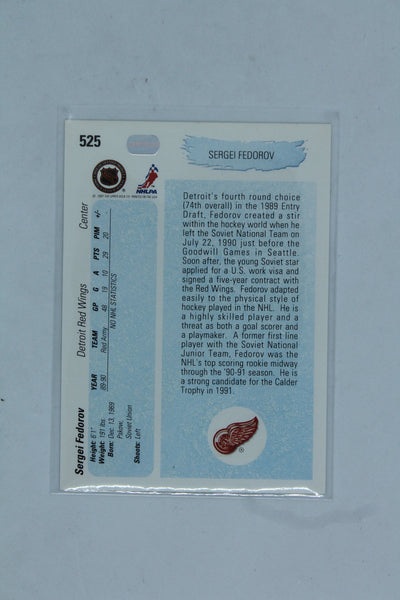 525
SERGEI FEDOROV
Detroit's fourth round choice
(74th overall) in the 1989 Entry
Draft, Fedorov created a stir
within the hockey world when he
left the Soviet National Team on
July 22, 1990 just before the
Goodwill Games in Seattle.
Soon after, the young Soviet star
applied for a U.S. work visa and
signed a five-year contract with
the Red Wings. Fedorov adapted
easily to the physical style of
hockey played in the NHL. He is
a highly skilled player and a
threat as both a goal scorer and
a playmaker. A former first line
player with the Soviet National
Junior Team, Fedorov was the
NHL's top scoring rookie midway
through the '90-91 season. He is
a strong candidate for the Calder
Trophy in 1991.
®
NHLPA
Sergei Fedorov Detroit Red Wings Center
Height: 6'1"
Weight: 191 lbs.
Born: Dec. 13, 1969
Pskov,
Soviet Union
Shoots: Left
YEAR TEAM GP G A PTS PIM +/-
89-90 Red Army 48 19 10 29 20
NO NHL STATISTICS